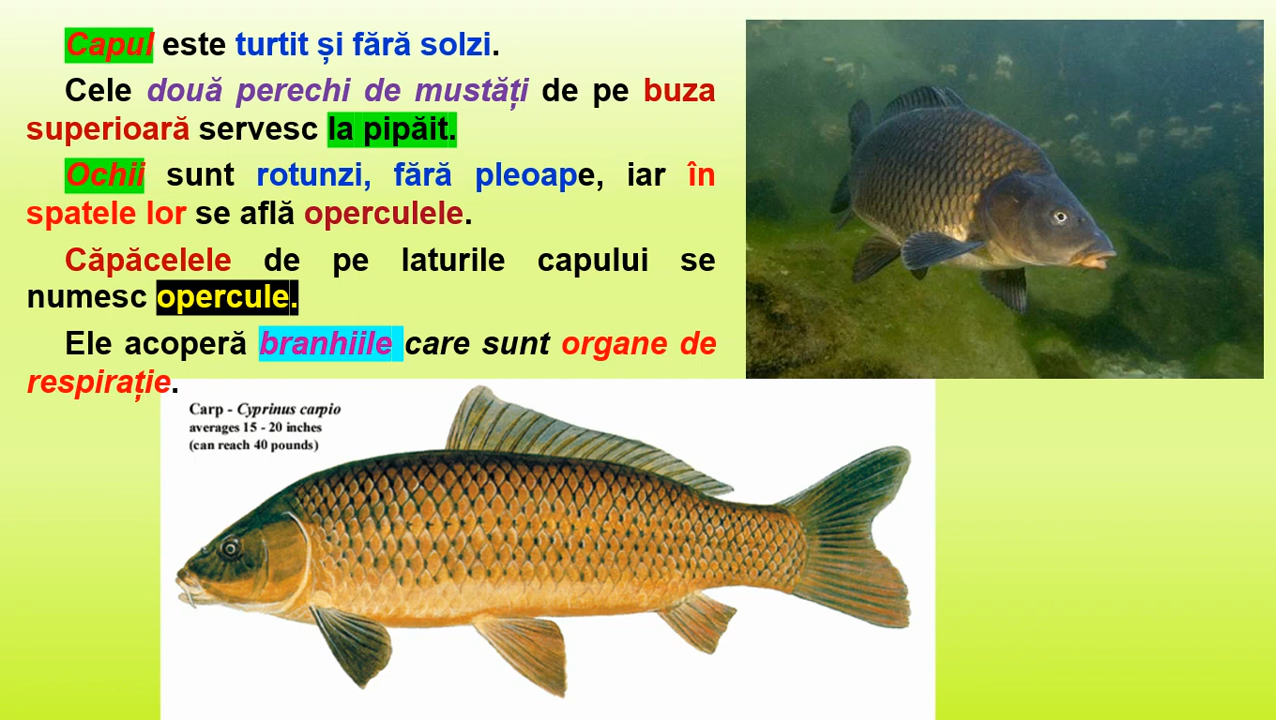 Capul este turtit și fără solzi.
Cele două perechi de mustăți de pe buza
superioară servesc la pipăit.
Ochii sunt rotunzi, fără pleoape, iar în
spatele lor se află operculele.
Căpăcelele de pe laturile capului se
numesc opercule.
Ele acoperă branhiile care sunt organe de
respirație.
Carp - Cyprinus carpio
averages 15 - 20 inches
(can reach 40 pounds)